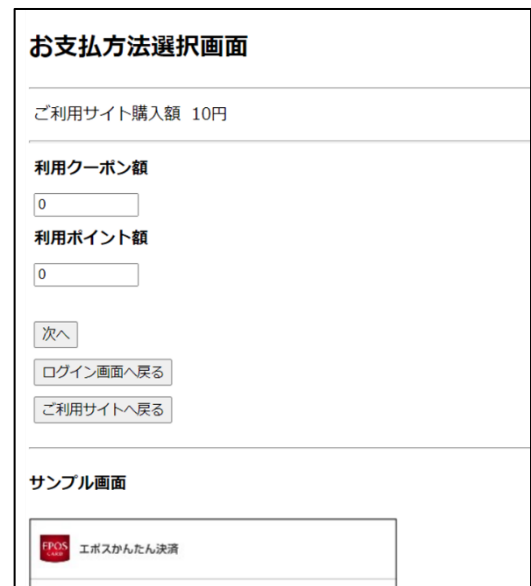 お支払方法選択画面
ご利用サイト購入額 10円
利用クーポン額
0
利用ポイント額
0
次へ
ログイン画面へ戻る
ご利用サイトへ戻る
サンプル画面
EPOS
CARD
エポスかんたん決済